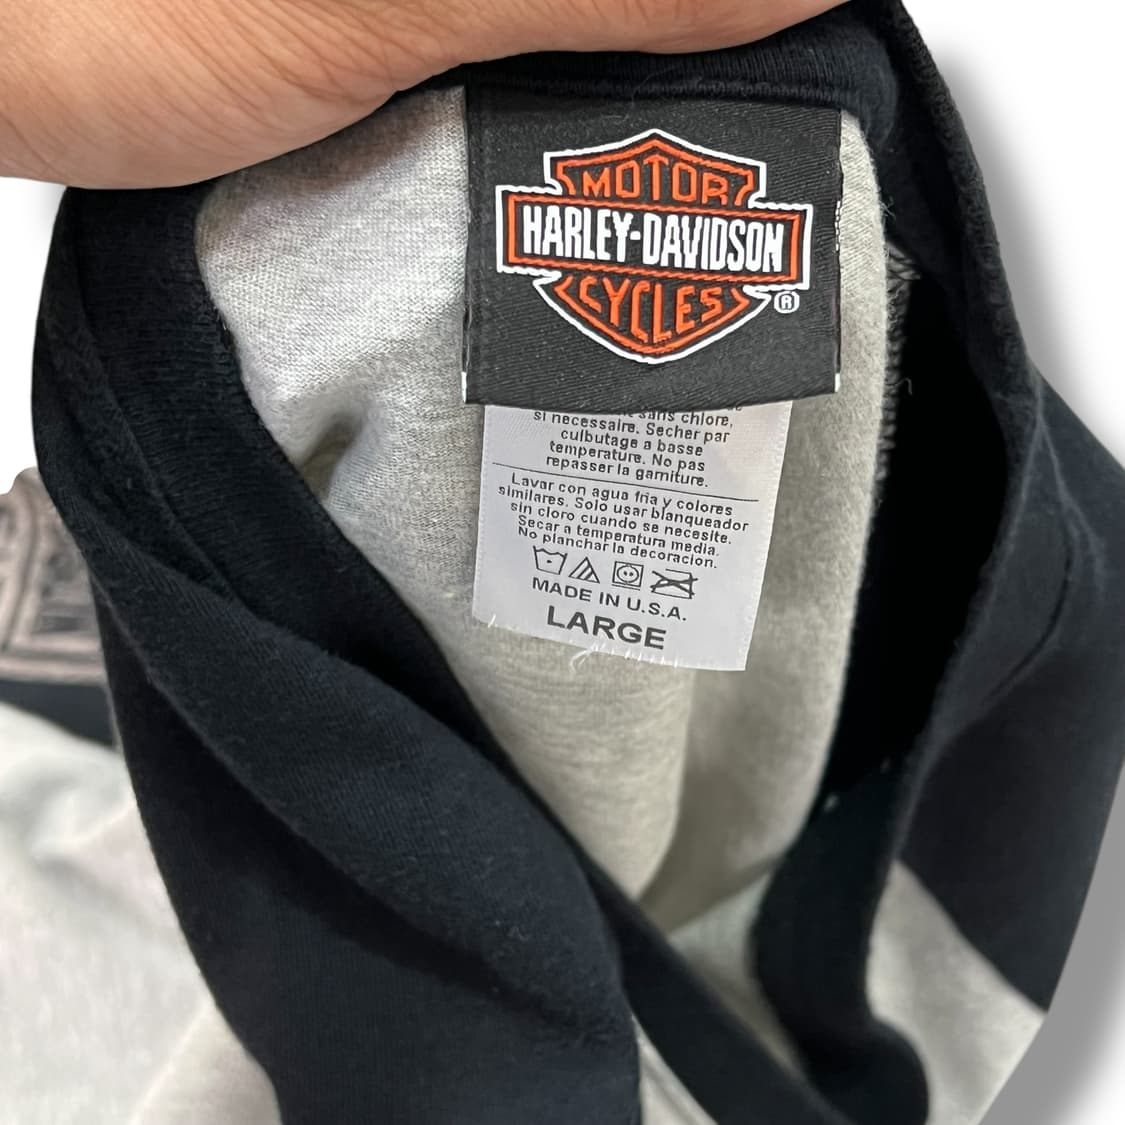 MOTOR
HARLEY-DAVIDSON
CYCLES
®
sans chlore,
si necessaire. Secher par
culbutage a basse
temperature. No pas
repasser la garniture.
Lavar con agua fria y colores
similares. Solo usar blanqueador
sin cloro cuando se necesite.
Secar a temperatura media.
No planchar la decoracion.
MADE IN U.S.A.
LARGE